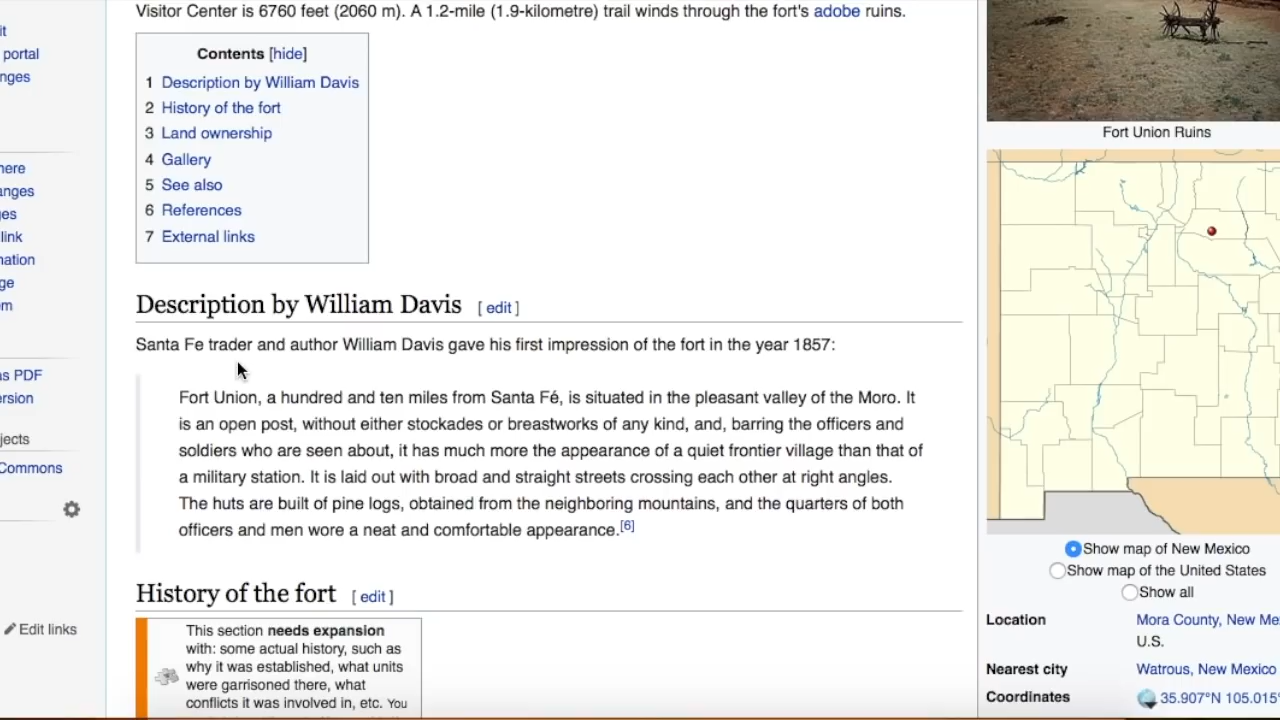 Visitor Center is 6760 feet (2060 m). A 1.2-mile (1.9-kilometre) trail winds through the fort's adobe ruins.
Contents [hide]
1 Description by William Davis
2 History of the fort
3 Land ownership
4 Gallery
5 See also
6 References
7 External links
Description by William Davis [ edit ]
Santa Fe trader and author William Davis gave his first impression of the fort in the year 1857:
Fort Union, a hundred and ten miles from Santa Fé, is situated in the pleasant valley of the Moro. It
is an open post, without either stockades or breastworks of any kind, and, barring the officers and
soldiers who are seen about, it has much more the appearance of a quiet frontier village than that of
a military station. It is laid out with broad and straight streets crossing each other at right angles.
The huts are built of pine logs, obtained from the neighboring mountains, and the quarters of both
officers and men wore a neat and comfortable appearance.[6]
History of the fort [ edit ]
This section needs expansion
with: some actual history, such as
why it was established, what units
were garrisoned there, what
conflicts it was involved in, etc. You
portal
Commons
Edit links
Fort Union Ruins
Show map of New Mexico
Show map of the United States
Show all
Location Mora County, New Me
U.S.
Nearest city Watrous, New Mexico
Coordinates 35.907°N 105.015°